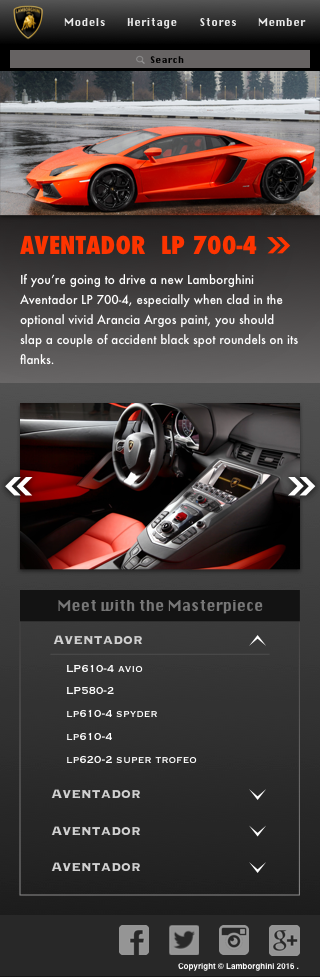 Models Heritage Stores Member
Search
AVENTADOR LP 700-4
If you're going to drive a new Lamborghini
Aventador LP 700-4, especially when clad in the
optional vivid Arancia Argos paint, you should
slap a couple of accident black spot roundels on its
flanks.
Meet with the Masterpiece
AVENTADOR
LP610-4 AVIO
LP580-2
LP610-4 SPYDER
LP610-4
LP620-2 SUPER TROFEO
AVENTADOR
AVENTADOR
AVENTADOR
Copyright © Lamborghini 2016 .